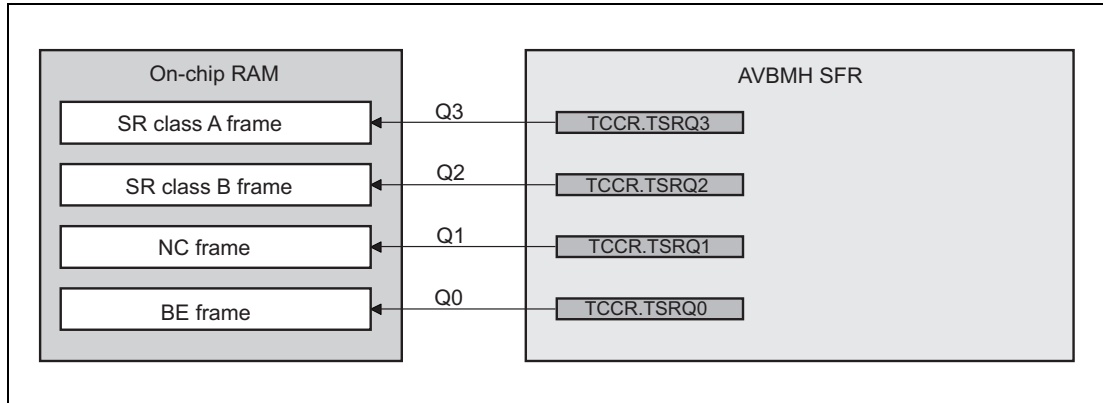 On-chip RAM
AVBMH SFR
SR class A frame
Q3
TCCR.TSRQ3
SR class B frame
Q2
TCCR.TSRQ2
NC frame
Q1
TCCR.TSRQ1
BE frame
Q0
TCCR.TSRQ0